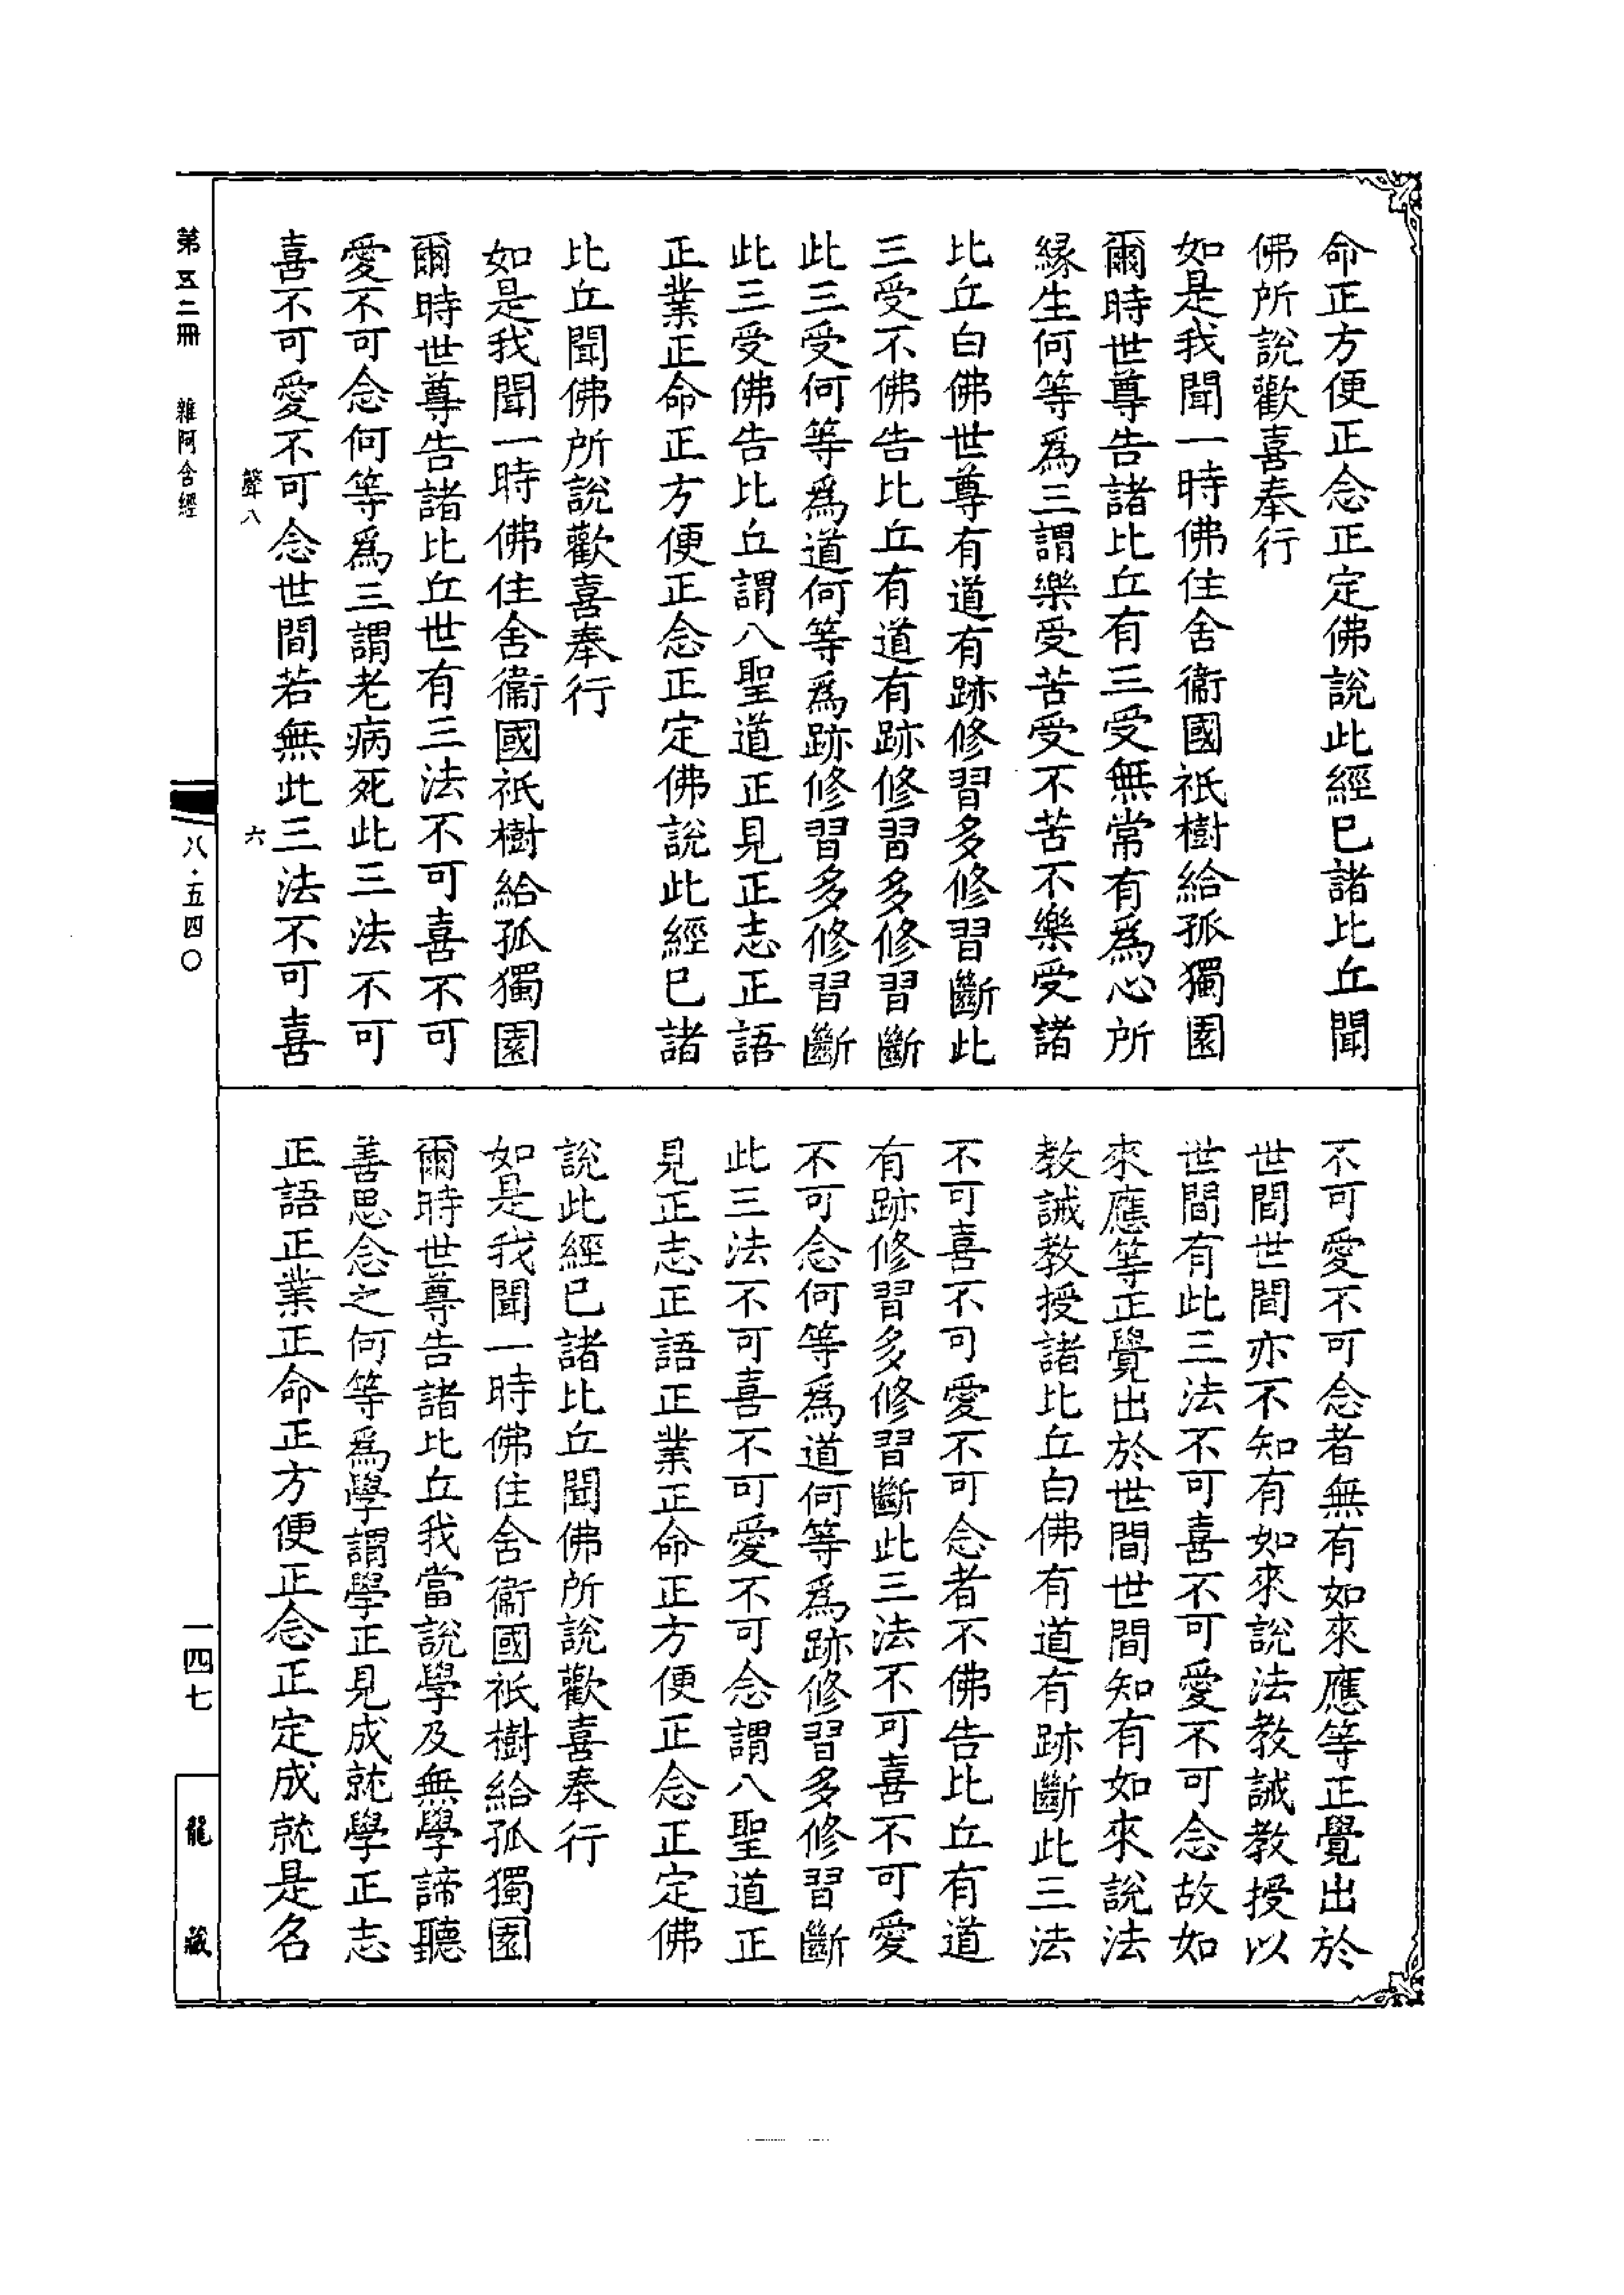 命正方便正念正定佛說此經已諸比丘聞
佛所說歡喜奉行
如是我聞一時佛住舍衞國祇樹給孤獨園
爾時世尊告諸比丘有三受無常有爲心所
緣生何等爲三謂樂受苦受不苦不樂受諸
比丘白佛世尊有道有跡修習多修習斷此
三受不佛告比丘有道有跡修習多修習斷
此三受何等爲道何等爲跡修習多修習斷
此三受佛告比丘謂八聖道正見正志正語
正業正命正方便正念正定佛說此經已諸
比丘聞佛所說歡喜奉行
如是我聞一時佛住舍衞國祇樹給孤獨園
爾時世尊告諸比丘世有三法不可喜不可
愛不可念何等爲三謂老病死此三法不可
喜不可愛不可念世間若無此三法不可喜
不可愛不可念者無有如來應等正覺出於
世間世間亦不知有如來說法教誡教授以
世間有此三法不可喜不可愛不可念故如
來應等正覺出於世間世間知有如來說法
教誡教授諸比丘白佛有道有跡斷此三法
不可喜不可愛不可念者不佛告比丘有道
有跡修習多修習斷此三法不可喜不可愛
不可念何等爲道何等爲跡修習多修習斷
此三法不可喜不可愛不可念謂八聖道正
見正志正語正業正命正方便正念正定佛
說此經已諸比丘聞佛所說歡喜奉行
如是我聞一時佛住舍衞國祇樹給孤獨園
爾時世尊告諸比丘我當說學及無學諦聽
善思念之何等爲學謂學正見成就學正志
正語正業正命正方便正念正定成就是名
聲八 六
第五二冊 雜阿含經 八·五四〇 一四七 龍藏